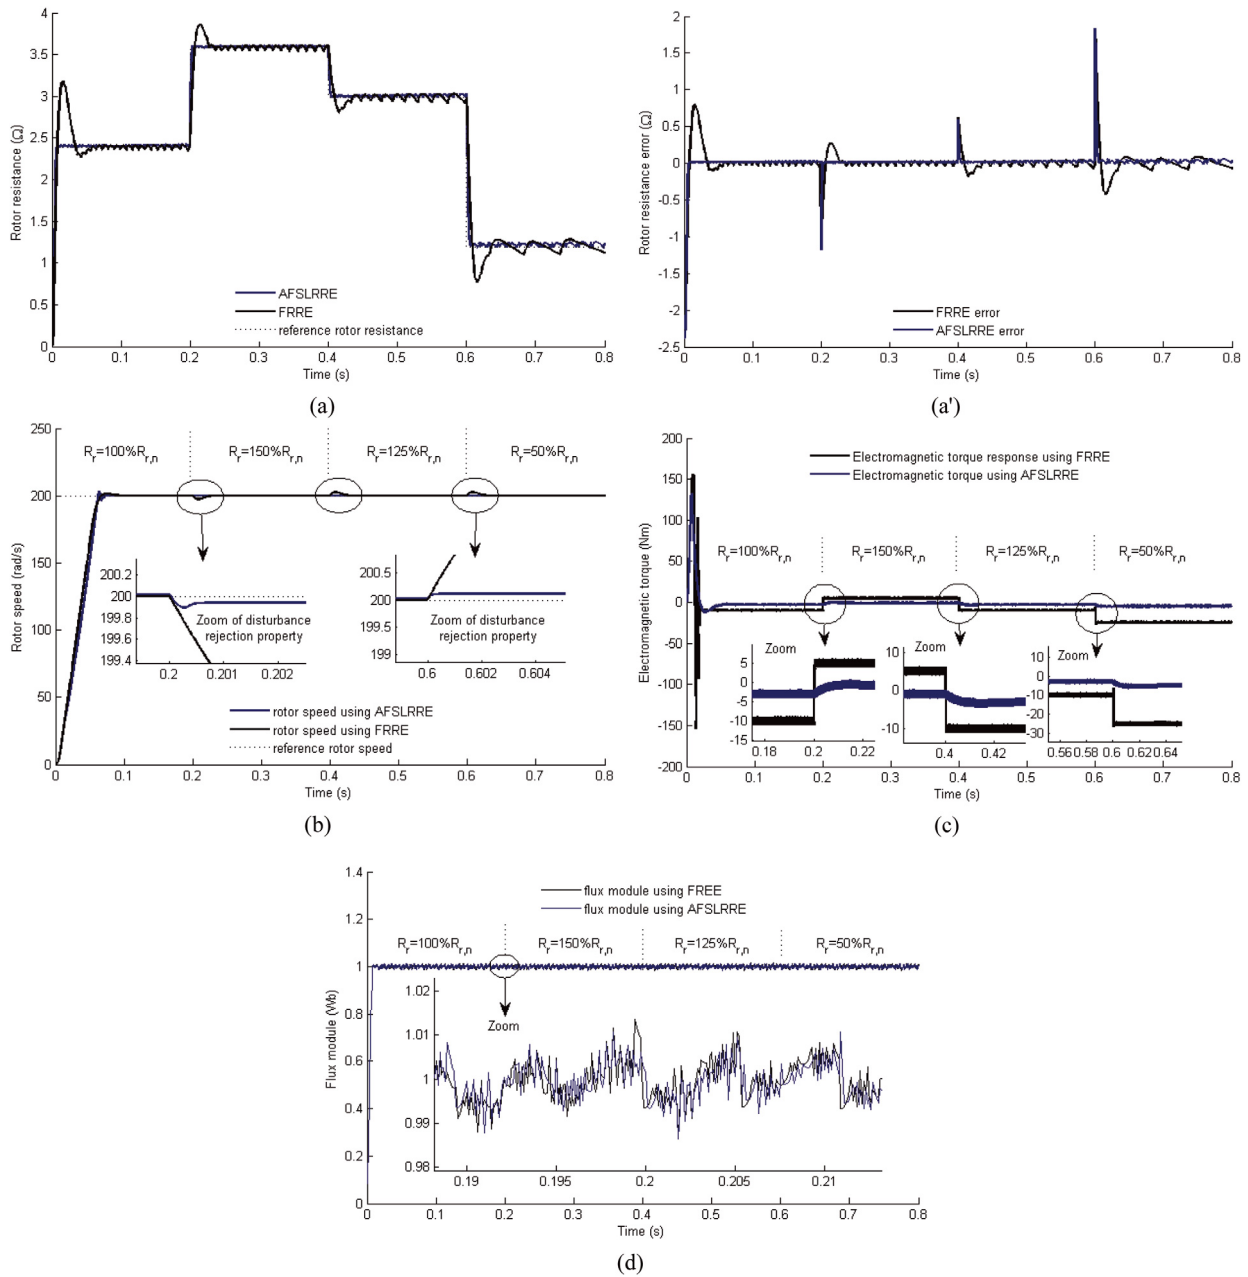 4
3.5
3
2.5
2
1.5
1
0.5
0
Rotor resistance (Ω)
AFSLRRE
FRRE
reference rotor resistance
0 0.1 0.2 0.3 0.4 0.5 0.6 0.7 0.8
Time (s)
(a)
2
1.5
1
0.5
0
-0.5
-1
-1.5
-2
-2.5
Rotor resistance error (Ω)
FRRE error
AFSLRRE error
0 0.1 0.2 0.3 0.4 0.5 0.6 0.7 0.8
Time (s)
(a')
250
200
150
100
50
0
Rotor speed (rad/s)
Rr=100%Rr,n Rr=150%Rr,n Rr=125%Rr,n Rr=50%Rr,n
200.2
200
199.8
199.6
199.4
Zoom of disturbance
rejection property
0.2 0.201 0.202
200.5
200
199.5
199
Zoom of disturbance
rejection property
0.6 0.602 0.604
rotor speed using AFSLRRE
rotor speed using FRRE
reference rotor speed
0 0.1 0.2 0.3 0.4 0.5 0.6 0.7 0.8
Time (s)
(b)
200
150
100
50
0
-50
-100
-150
-200
Electromagnetic torque (Nm)
Electromagnetic torque response using FRRE
Electromagnetic torque using AFSLRRE
Rr=100%Rr,n Rr=150%Rr,n Rr=125%Rr,n Rr=50%Rr,n
Zoom
5
0
-5
-10
-15
0.18 0.2 0.22
Zoom
10
0
-10
0.4 0.42
Zoom
10
0
-10
-20
-30
0.56 0.58 0.6 0.62 0.64
0 0.1 0.2 0.3 0.4 0.5 0.6 0.7 0.8
Time (s)
(c)
1.4
1.2
1
0.8
0.6
0.4
0.2
0
Flux module (Wb)
flux module using FREE
flux module using AFSLRRE
Rr=100%Rr,n Rr=150%Rr,n Rr=125%Rr,n Rr=50%Rr,n
Zoom
1.02
1.01
1
0.99
0.98
0.19 0.195 0.2 0.205 0.21
0 0.1 0.2 0.3 0.4 0.5 0.6 0.7 0.8
Time (s)
(d)